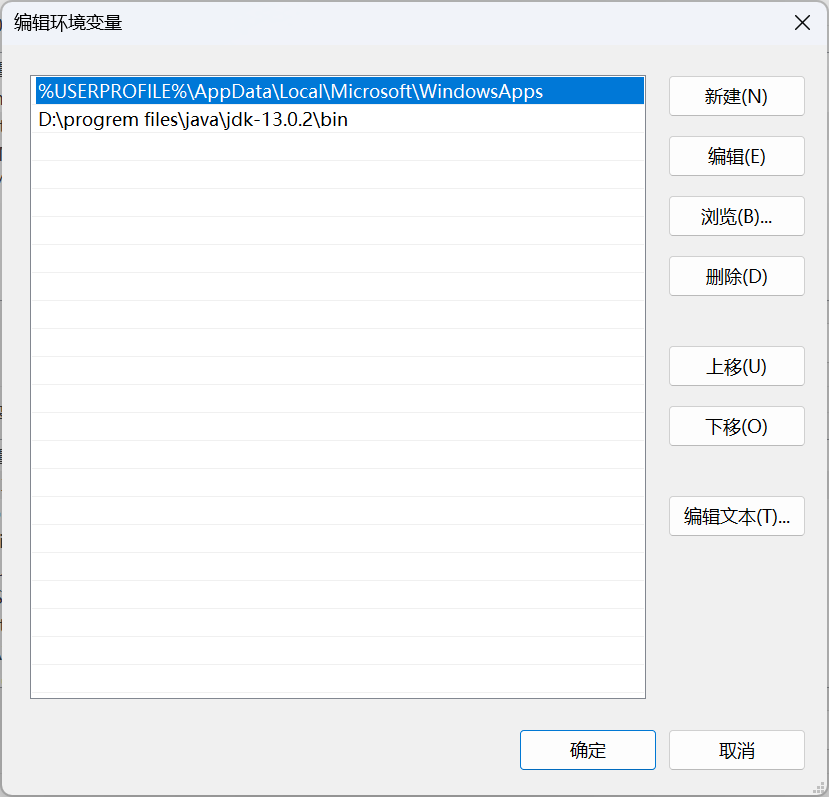 编辑环境变量
%USERPROFILE%\AppData\Local\Microsoft\WindowsApps
D:\progrem files\java\jdk-13.0.2\bin
新建(N)
编辑(E)
浏览(B)...
删除(D)
上移(U)
下移(O)
编辑文本(T)...
确定
取消